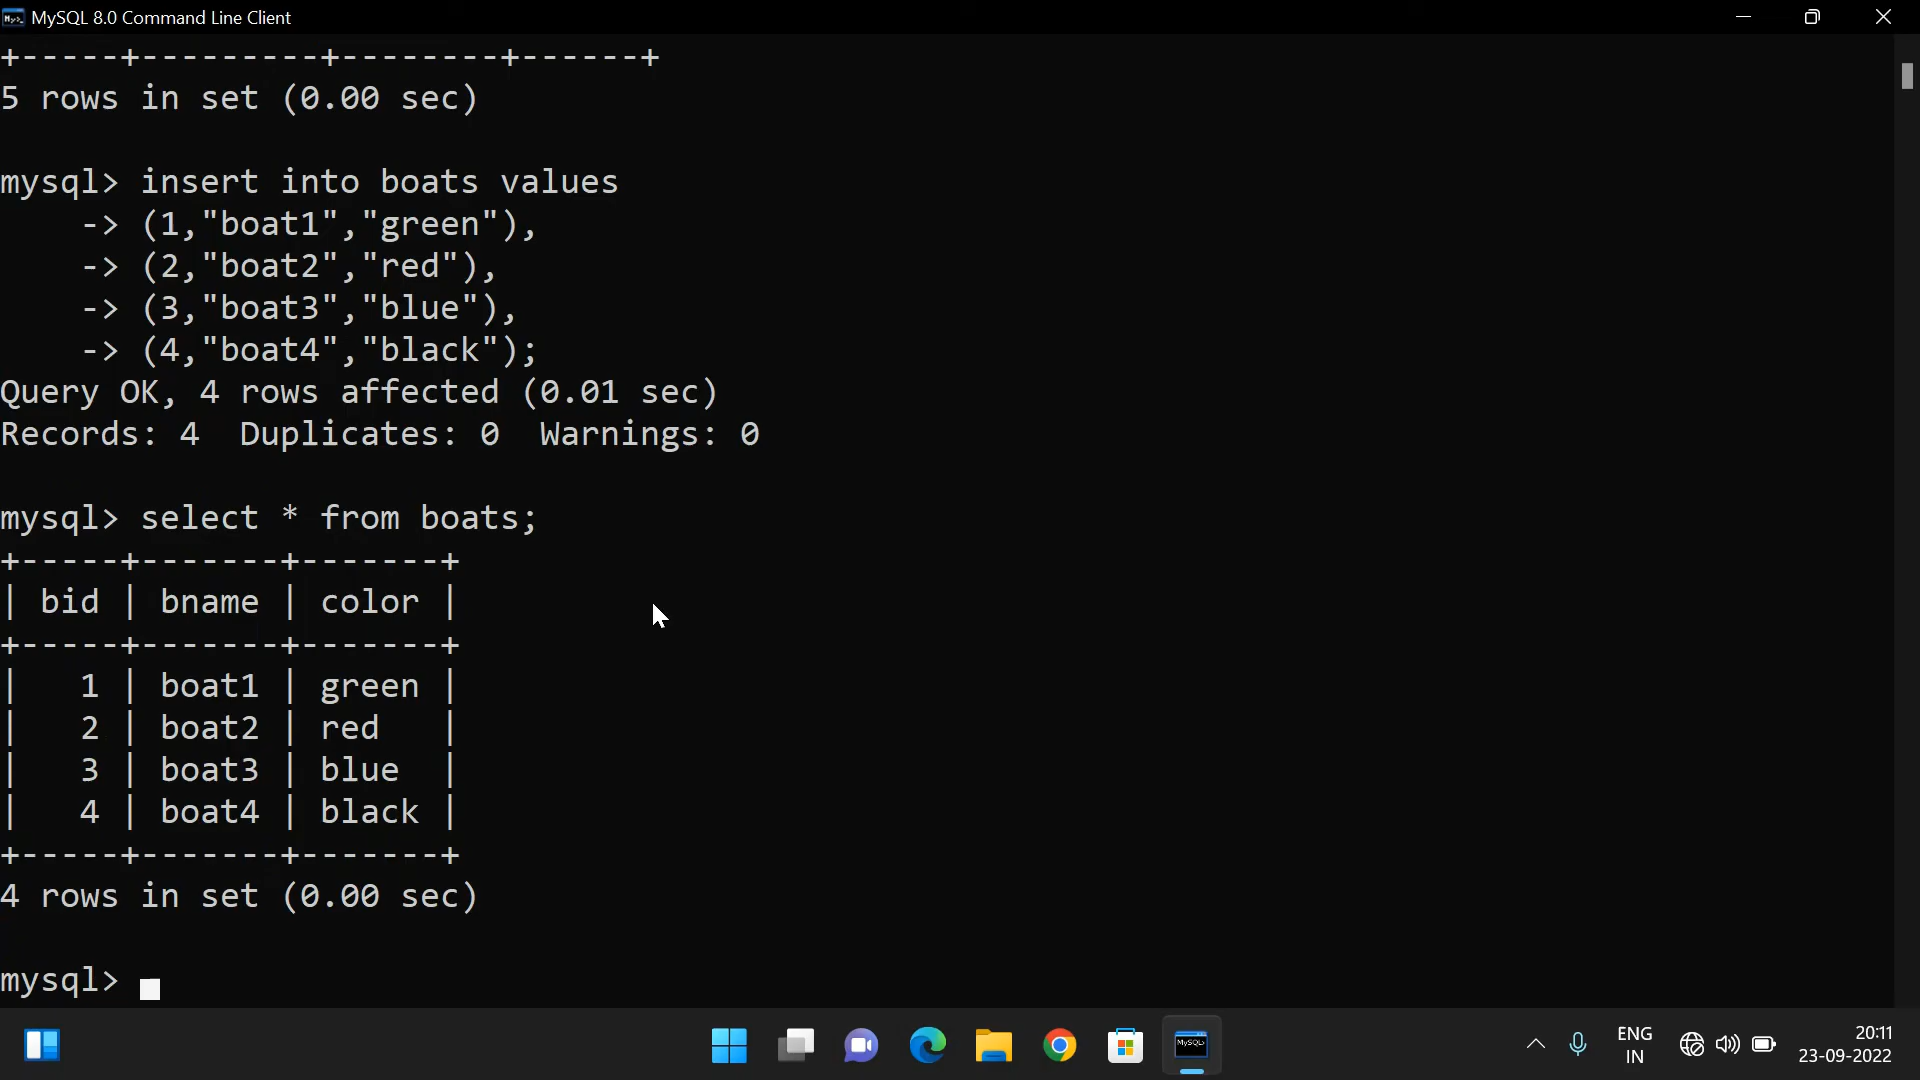 MySQL 8.0 Command Line Client
+-----+---------+--------+------+
5 rows in set (0.00 sec)
mysql> insert into boats values
    -> (1,"boat1","green"),
    -> (2,"boat2","red"),
    -> (3,"boat3","blue"),
    -> (4,"boat4","black");
Query OK, 4 rows affected (0.01 sec)
Records: 4  Duplicates: 0  Warnings: 0
mysql> select * from boats;
+-----+-------+-------+
| bid | bname | color |
+-----+-------+-------+
|   1 | boat1 | green |
|   2 | boat2 | red   |
|   3 | boat3 | blue  |
|   4 | boat4 | black |
+-----+-------+-------+
4 rows in set (0.00 sec)
mysql>
MySQL>
ENG
IN
20:11
23-09-2022